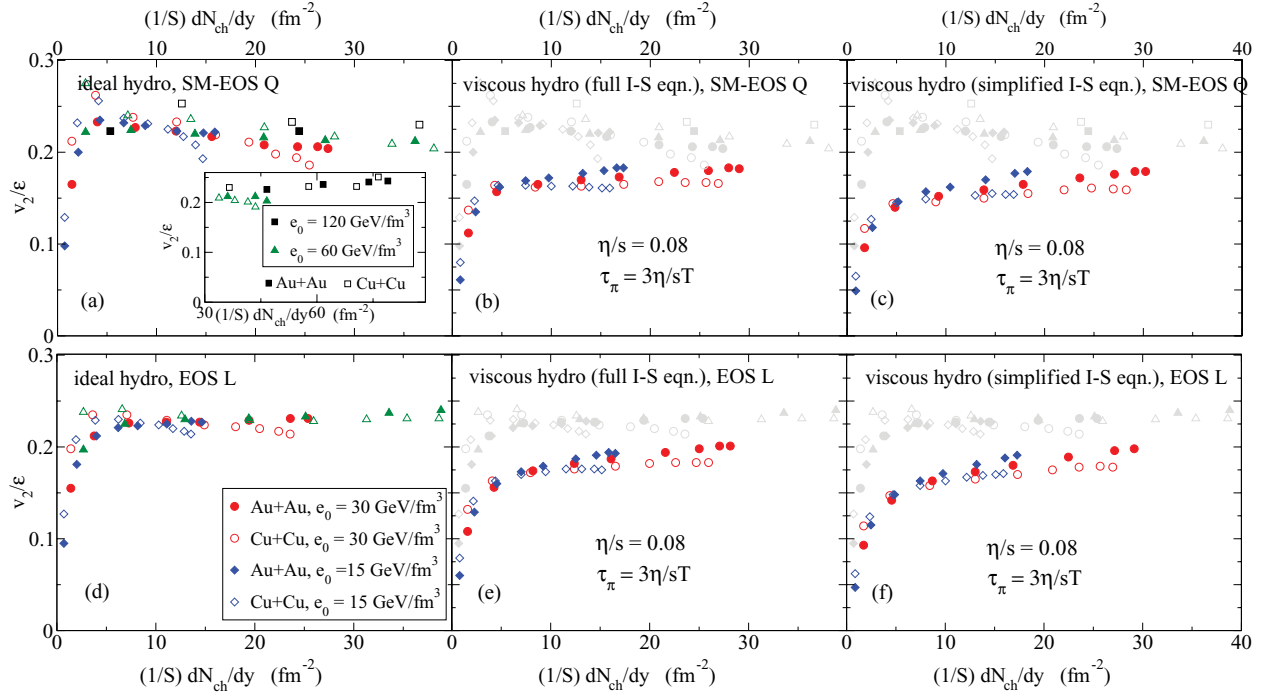 (1/S) dN_ch/dy (fm^-2) (1/S) dN_ch/dy (fm^-2) (1/S) dN_ch/dy (fm^-2)
0 10 20 30 0 10 20 30 0 10 20 30 40
0.3
0.2
0.1
0
v_2/ε
ideal hydro, SM-EOS Q
v_2/ε
0.2
0.1
0
30 60
(1/S) dN_ch/dy (fm^-2)
e_0 = 120 GeV/fm^3
e_0 = 60 GeV/fm^3
Au+Au Cu+Cu
(a)
viscous hydro (full I-S eqn.), SM-EOS Q
η/s = 0.08
τ_π = 3η/sT
(b)
viscous hydro (simplified I-S eqn.), SM-EOS Q
η/s = 0.08
τ_π = 3η/sT
(c)
0.3
0.2
0.1
0
v_2/ε
ideal hydro, EOS L
Au+Au, e_0 = 30 GeV/fm^3
Cu+Cu, e_0 = 30 GeV/fm^3
Au+Au, e_0 =15 GeV/fm^3
Cu+Cu, e_0 = 15 GeV/fm^3
(d)
viscous hydro (full I-S eqn.), EOS L
η/s = 0.08
τ_π = 3η/sT
(e)
viscous hydro (simplified I-S eqn.), EOS L
η/s = 0.08
τ_π = 3η/sT
(f)
0 10 20 30 0 10 20 30 0 10 20 30 40
(1/S) dN_ch/dy (fm^-2) (1/S) dN_ch/dy (fm^-2) (1/S) dN_ch/dy (fm^-2)